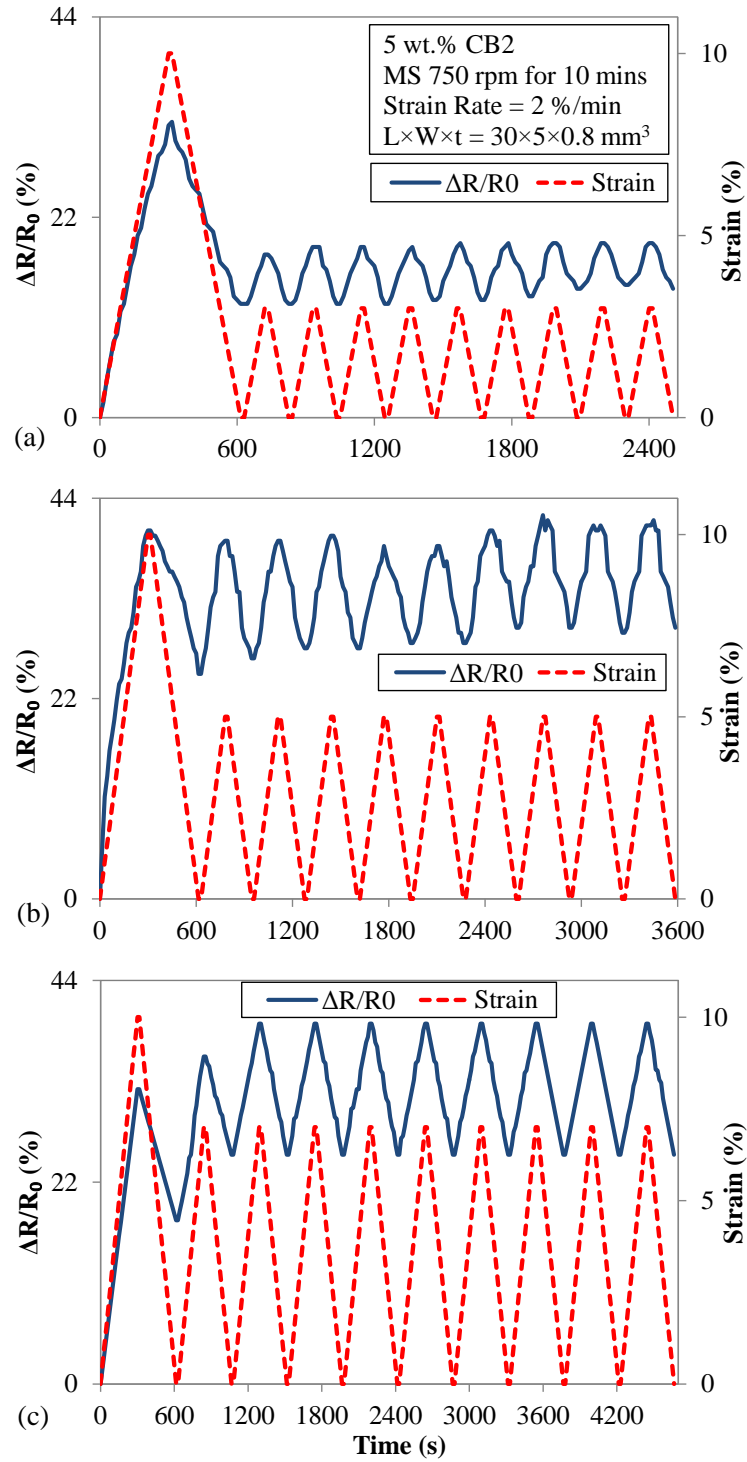 44
22
0
ΔR/R₀ (%)
10
5
0
Strain (%)
5 wt.% CB2
MS 750 rpm for 10 mins
Strain Rate = 2 %/min
L×W×t = 30×5×0.8 mm³
ΔR/R0 Strain
0 600 1200 1800 2400
(a)
44
22
0
ΔR/R₀ (%)
10
5
0
Strain (%)
ΔR/R0 Strain
0 600 1200 1800 2400 3000 3600
(b)
44
22
0
ΔR/R₀ (%)
10
5
0
Strain (%)
ΔR/R0 Strain
0 600 1200 1800 2400 3000 3600 4200
(c)
Time (s)